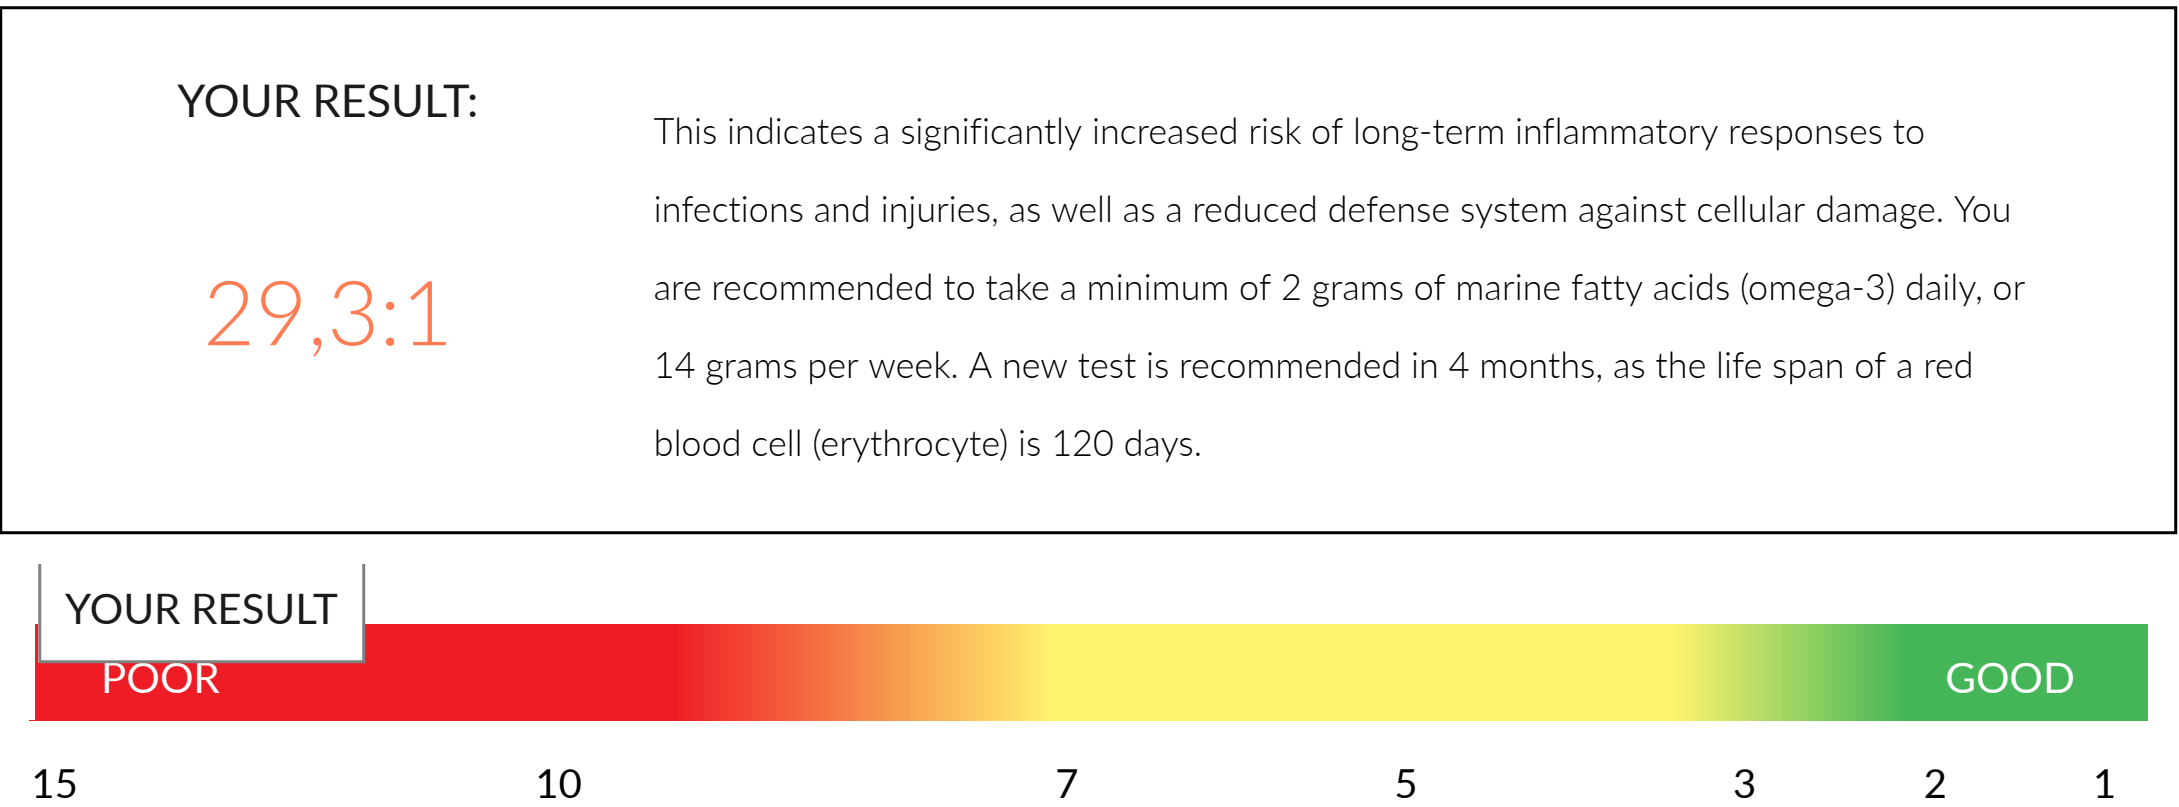 YOUR RESULT:
29,3:1
This indicates a significantly increased risk of long-term inflammatory responses to
infections and injuries, as well as a reduced defense system against cellular damage. You
are recommended to take a minimum of 2 grams of marine fatty acids (omega-3) daily, or
14 grams per week. A new test is recommended in 4 months, as the life span of a red
blood cell (erythrocyte) is 120 days.
YOUR RESULT
POOR GOOD
15 10 7 5 3 2 1